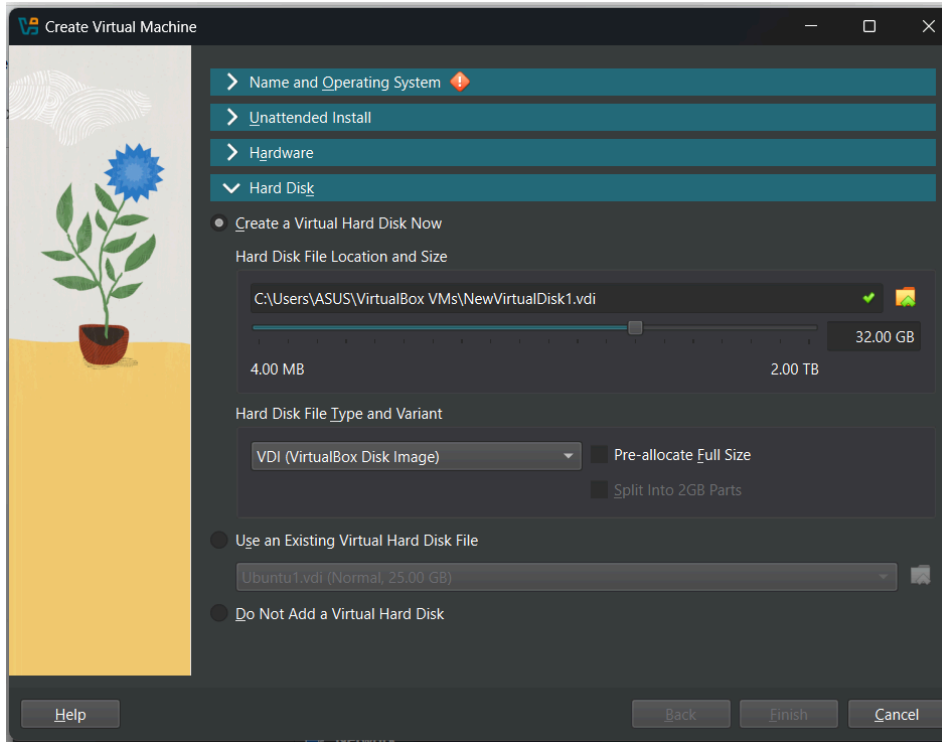 Create Virtual Machine
Name and Operating System
Unattended Install
Hardware
Hard Disk
Create a Virtual Hard Disk Now
Hard Disk File Location and Size
C:\Users\ASUS\VirtualBox VMs\NewVirtualDisk1.vdi
32.00 GB
4.00 MB 2.00 TB
Hard Disk File Type and Variant
VDI (VirtualBox Disk Image) Pre-allocate Full Size
Split Into 2GB Parts
Use an Existing Virtual Hard Disk File
Ubuntu1.vdi (Normal, 25.00 GB)
Do Not Add a Virtual Hard Disk
Help Back Finish Cancel